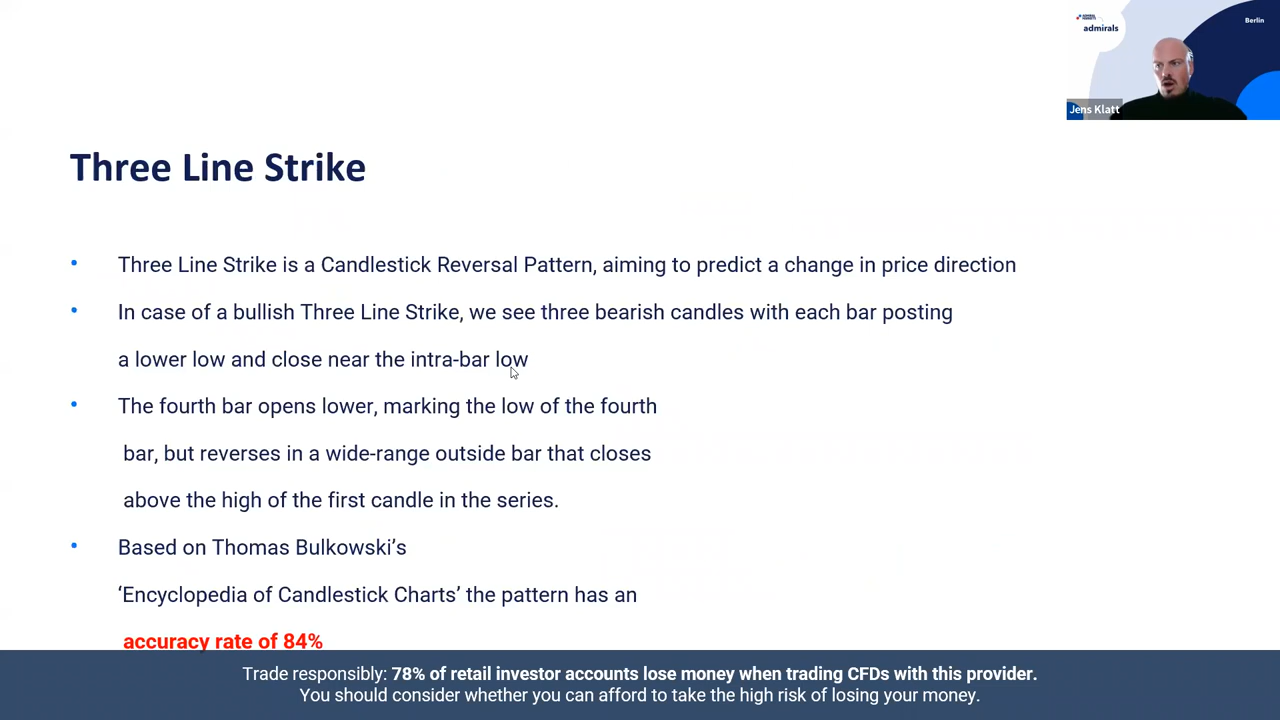 admirals
Berlin
Jens Klatt
Three Line Strike
• Three Line Strike is a Candlestick Reversal Pattern, aiming to predict a change in price direction
• In case of a bullish Three Line Strike, we see three bearish candles with each bar posting
a lower low and close near the intra-bar low
• The fourth bar opens lower, marking the low of the fourth
bar, but reverses in a wide-range outside bar that closes
above the high of the first candle in the series.
• Based on Thomas Bulkowski’s
‘Encyclopedia of Candlestick Charts’ the pattern has an
accuracy rate of 84%
Trade responsibly: 78% of retail investor accounts lose money when trading CFDs with this provider.
You should consider whether you can afford to take the high risk of losing your money.